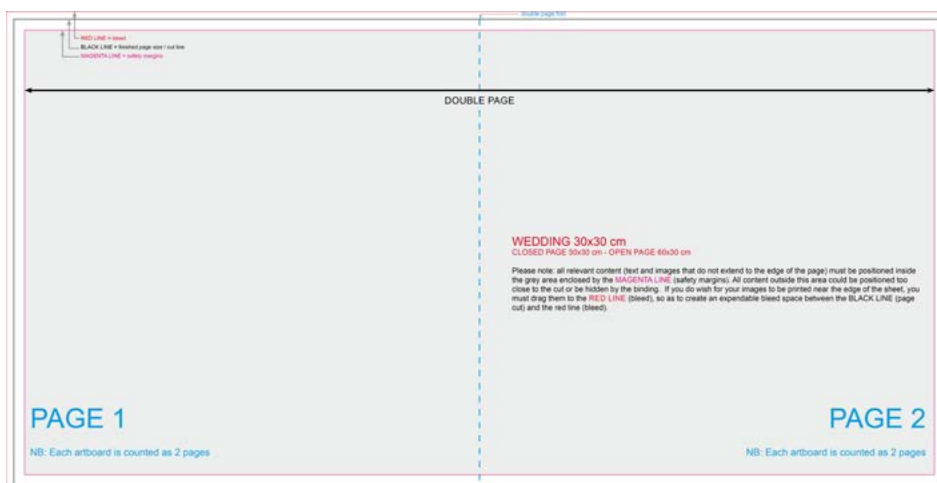 double page fold
RED LINE = bleed
BLACK LINE = finished page size / cut line
MAGENTA LINE = safety margins
DOUBLE PAGE
WEDDING 30x30 cm
CLOSED PAGE 30x30 cm - OPEN PAGE 60x30 cm
Please note: all relevant content (text and images that do not extend to the edge of the page) must be positioned inside
the grey area enclosed by the MAGENTA LINE (safety margins). All content outside this area could be positioned too
close to the cut or be hidden by the binding. If you do wish for your images to be printed near the edge of the sheet, you
must drag them to the RED LINE (bleed), so as to create an expendable bleed space between the BLACK LINE (page
cut) and the red line (bleed).
PAGE 1
PAGE 2
NB: Each artboard is counted as 2 pages
NB: Each artboard is counted as 2 pages